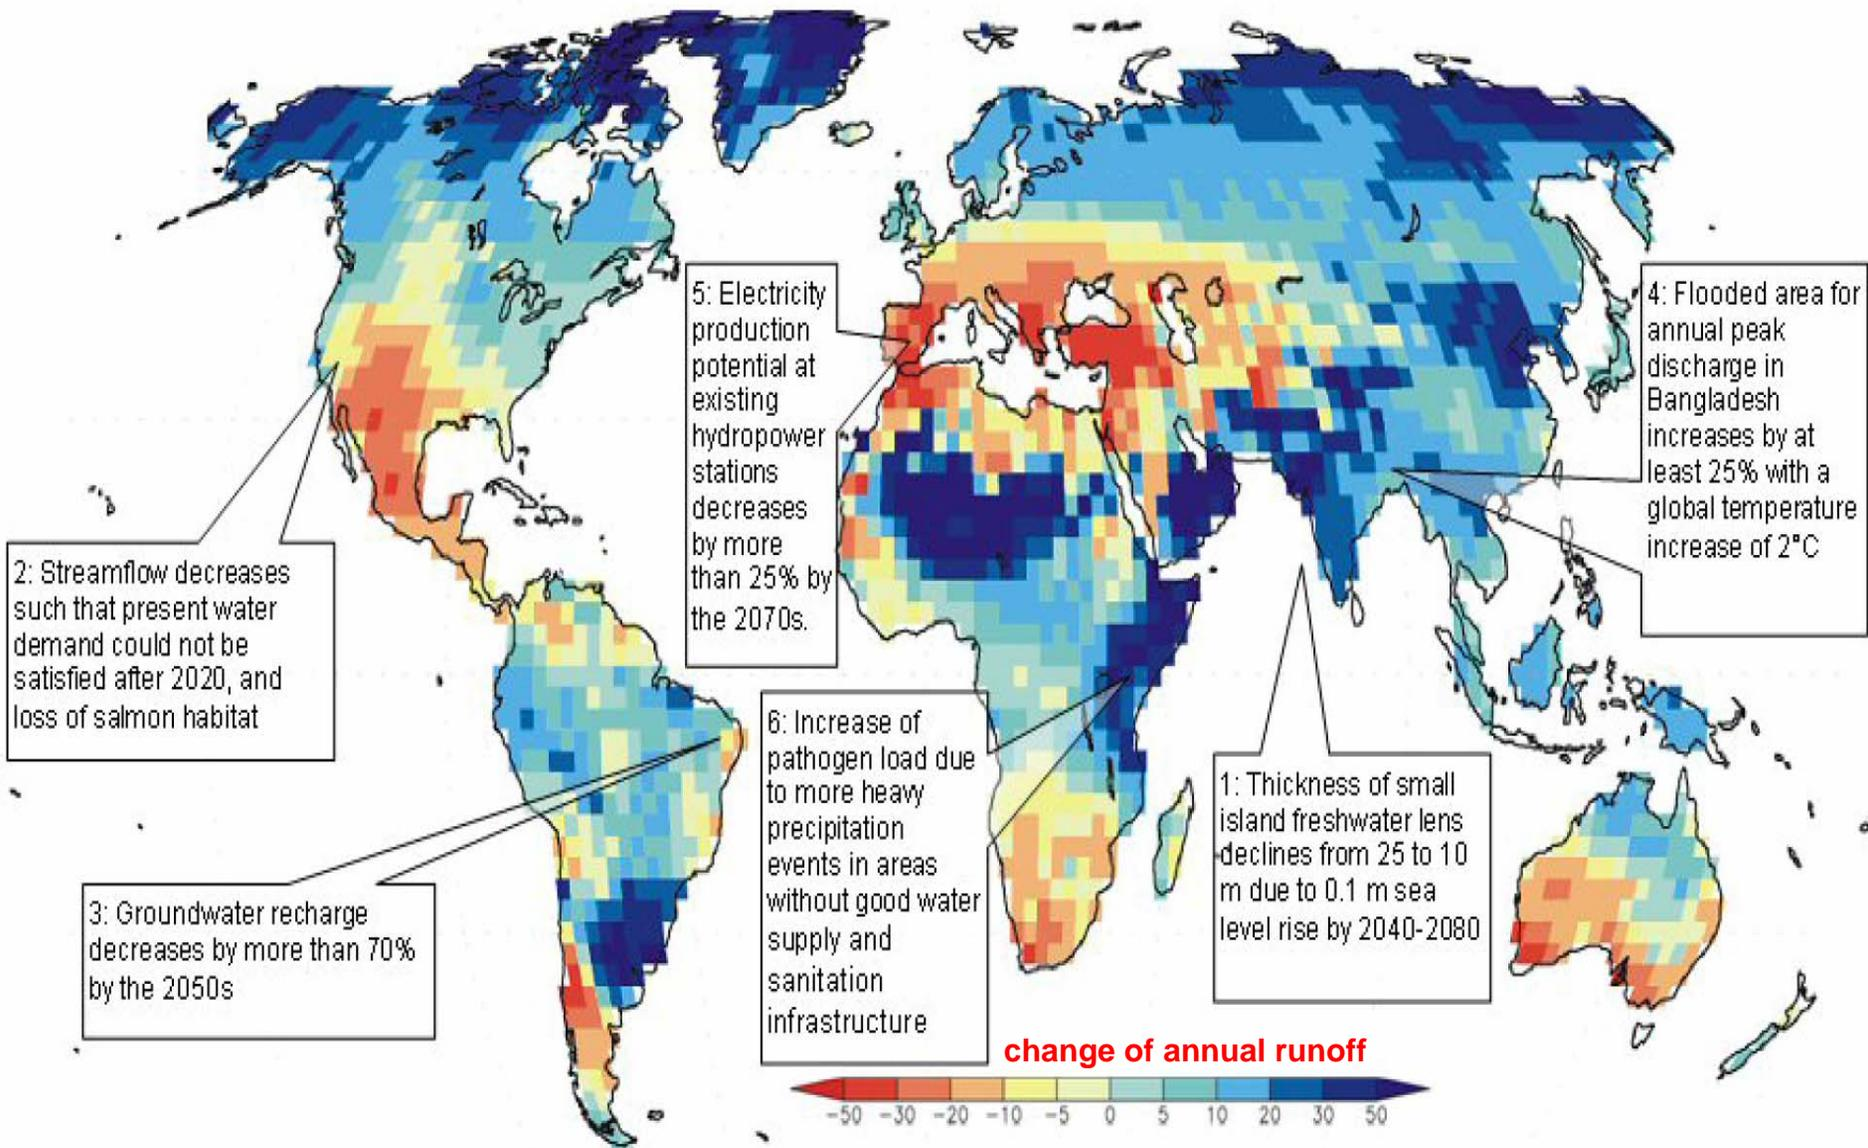 5: Electricity
production
potential at
existing
hydropower
stations
decreases
by more
than 25% by
the 2070s.
4: Flooded area for
annual peak
discharge in
Bangladesh
increases by at
least 25% with a
global temperature
increase of 2°C
2: Streamflow decreases
such that present water
demand could not be
satisfied after 2020, and
loss of salmon habitat
6: Increase of
pathogen load due
to more heavy
precipitation
events in areas
without good water
supply and
sanitation
infrastructure
1: Thickness of small
island freshwater lens
declines from 25 to 10
m due to 0.1 m sea
level rise by 2040-2080
3: Groundwater recharge
decreases by more than 70%
by the 2050s
change of annual runoff
-50 -30 -20 -10 -5 0 5 10 20 30 50